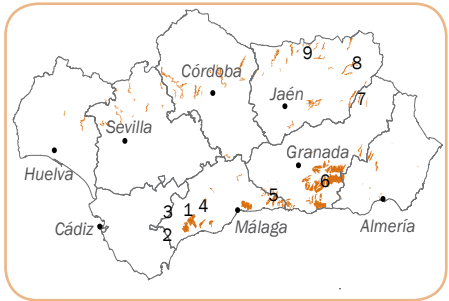 9
8
Córdoba
Jaén
7
Sevilla
Granada
Huelva
6
5
3
1
4
Cádiz
2
Málaga
Almería